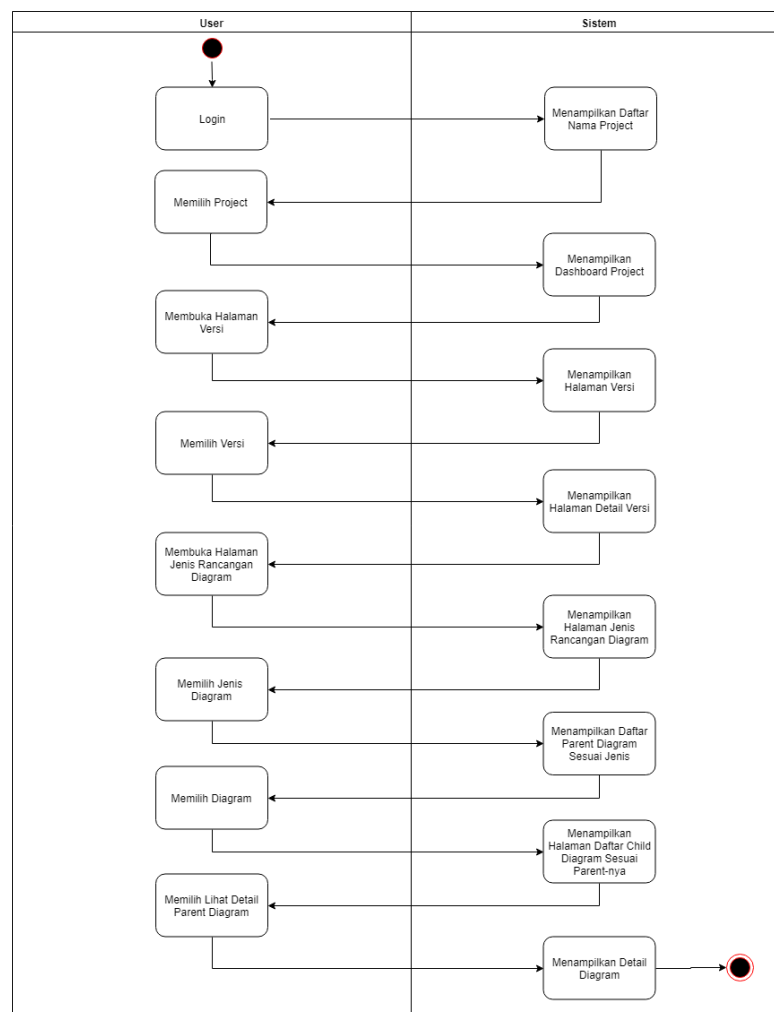 User
Sistem
Login
Menampilkan Daftar
Nama Project
Memilih Project
Menampilkan
Dashboard Project
Membuka Halaman
Versi
Menampilkan
Halaman Versi
Memilih Versi
Menampilkan
Halaman Detail Versi
Membuka Halaman
Jenis Rancangan
Diagram
Menampilkan
Halaman Jenis
Rancangan Diagram
Memilih Jenis
Diagram
Menampilkan Daftar
Parent Diagram
Sesuai Jenis
Memilih Diagram
Menampilkan
Halaman Daftar Child
Diagram Sesuai
Parent-nya
Memilih Lihat Detail
Parent Diagram
Menampilkan Detail
Diagram